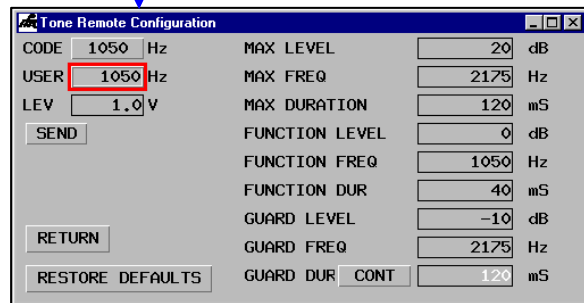 Tone Remote Configuration
CODE 1050 Hz MAX LEVEL 20 dB
USER 1050 Hz MAX FREQ 2175 Hz
LEV 1.0 V MAX DURATION 120 mS
SEND FUNCTION LEVEL 0 dB
FUNCTION FREQ 1050 Hz
FUNCTION DUR 40 mS
GUARD LEVEL -10 dB
RETURN GUARD FREQ 2175 Hz
RESTORE DEFAULTS GUARD DUR CONT 120 mS